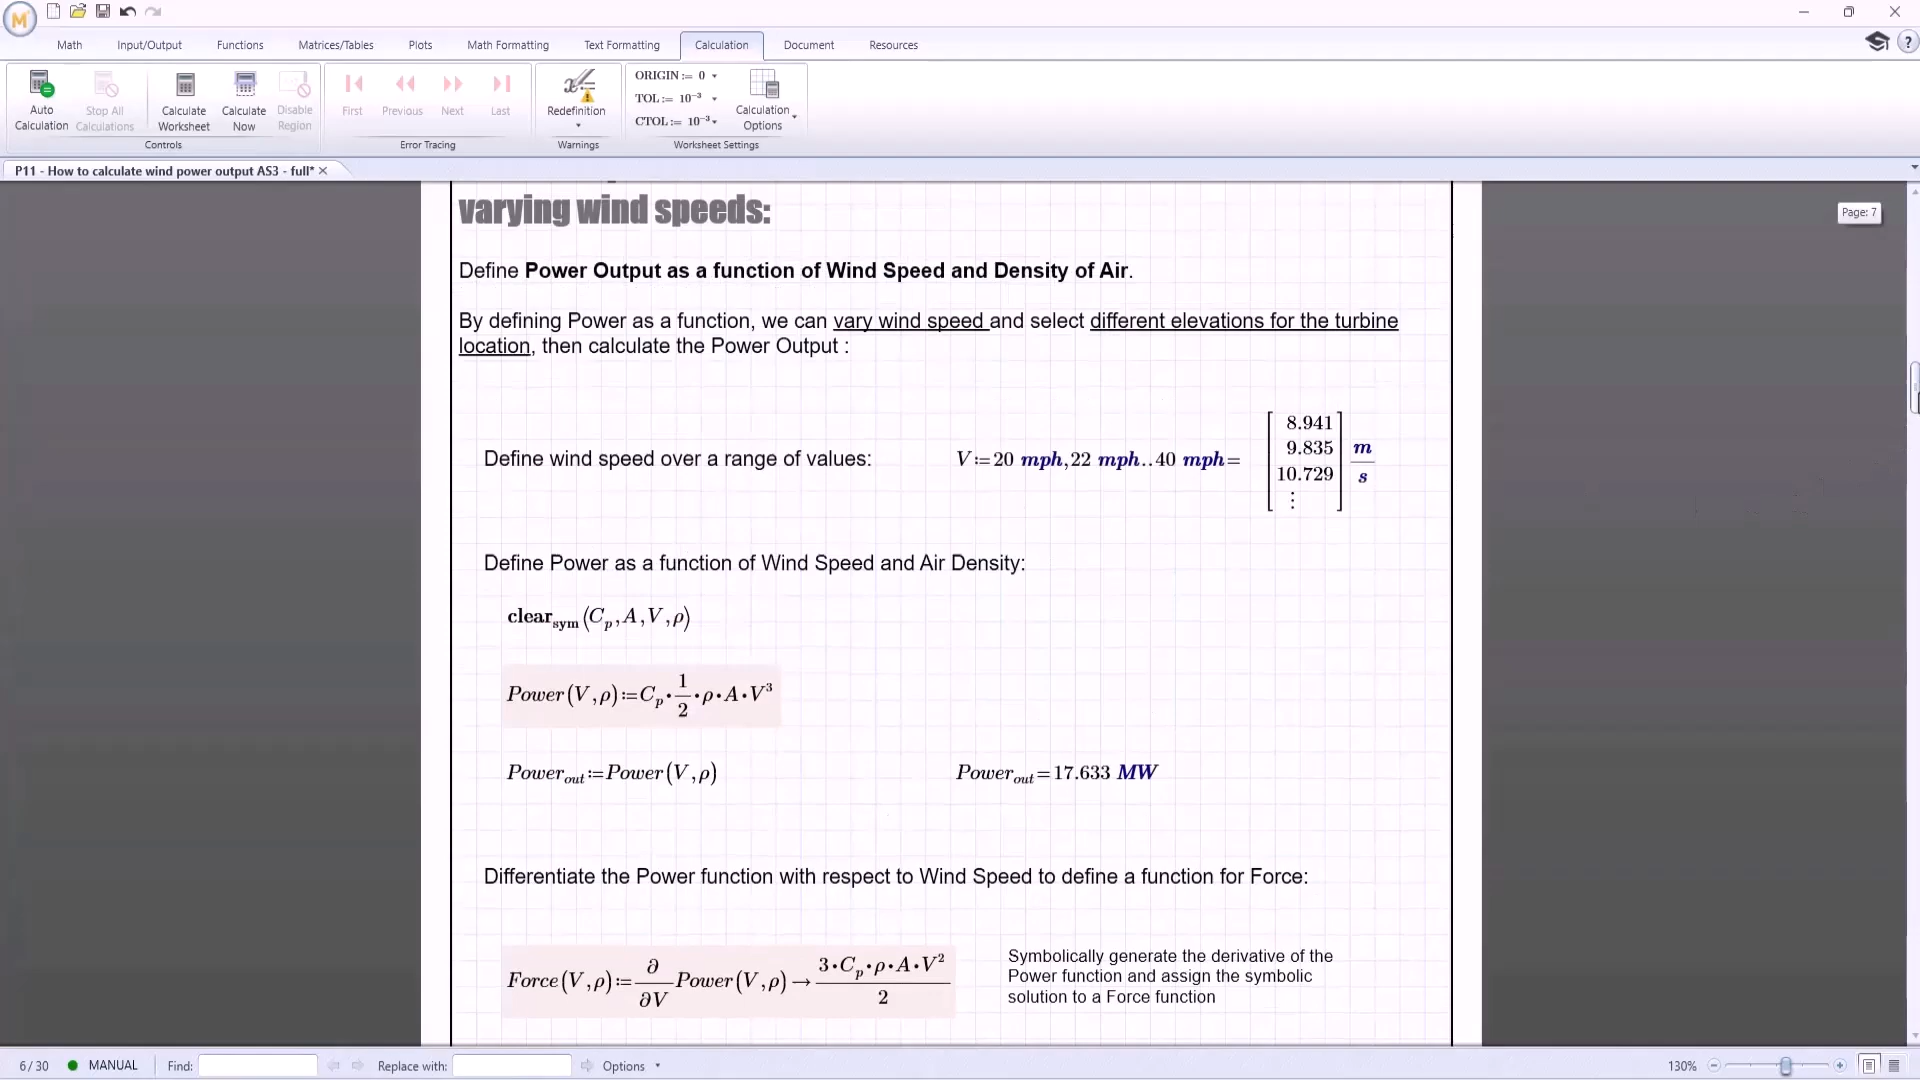 Math Input/Output Functions Matrices/Tables Plots Math Formatting Text Formatting Calculation Document Resources
Auto Calculation
Stop All Calculations
Calculate Worksheet
Calculate Now
Disable Region
Controls
First Previous Next Last
Error Tracing
Redefinition
Warnings
ORIGIN:= 0
TOL:= 10⁻³
CTOL:= 10⁻³
Calculation Options
Worksheet Settings
P11 - How to calculate wind power output AS3 - full*
Page: 7
varying wind speeds:
Define Power Output as a function of Wind Speed and Density of Air.
By defining Power as a function, we can vary wind speed and select different elevations for the turbine
location, then calculate the Power Output :
Define wind speed over a range of values: V:=20 mph,22 mph..40 mph= [8.941 9.835 10.729 ⋮] m/s
Define Power as a function of Wind Speed and Air Density:
clear_sym(C_p,A,V,ρ)
Power(V,ρ):=C_p·1/2·ρ·A·V³
Power_out:=Power(V,ρ) Power_out=17.633 MW
Differentiate the Power function with respect to Wind Speed to define a function for Force:
Force(V,ρ):=∂/∂V Power(V,ρ)→3·C_p·ρ·A·V²/2
Symbolically generate the derivative of the
Power function and assign the symbolic
solution to a Force function
6/30 MANUAL Find: Replace with: Options 130%